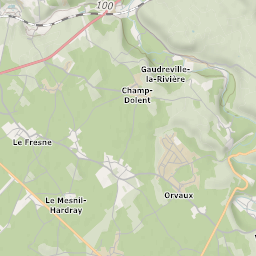 100
Gaudreville-
la-Rivière
Champ-
Dolent
Le Fresne
Le Mesnil-
Hardray
Orvaux